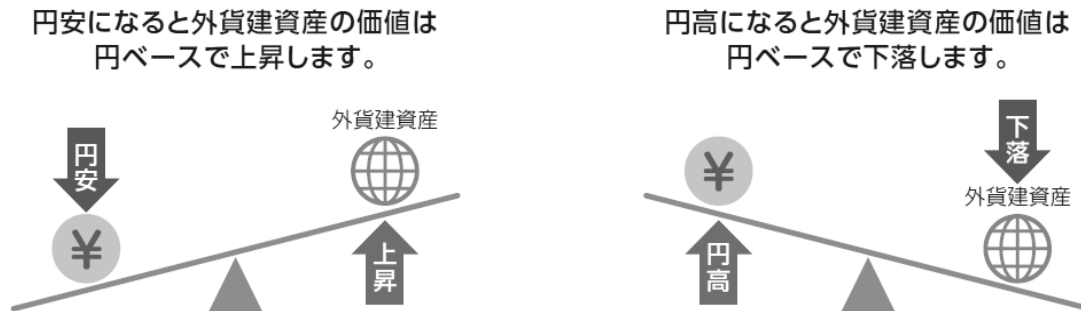 円安になると外貨建資産の価値は
円ベースで上昇します。
円安
¥
外貨建資産
上昇
円高になると外貨建資産の価値は
円ベースで下落します。
¥
円高
下落
外貨建資産